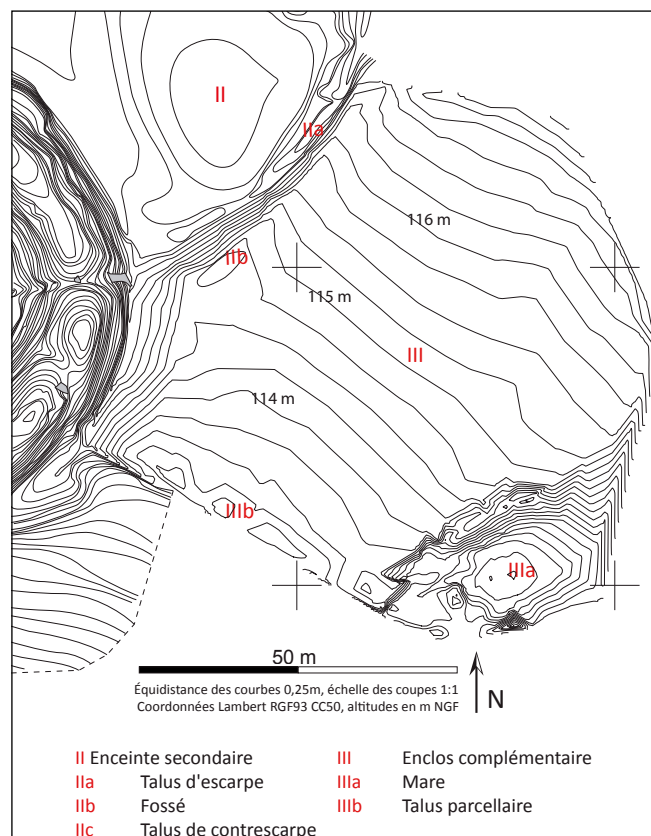 II
IIa
116 m
IIb
115 m
III
114 m
IIIb
IIIa
50 m
Équidistance des courbes 0,25m, échelle des coupes 1:1
Coordonnées Lambert RGF93 CC50, altitudes en m NGF
N
II Enceinte secondaire
IIa Talus d'escarpe
IIb Fossé
IIc Talus de contrescarpe
III Enclos complémentaire
IIIa Mare
IIIb Talus parcellaire